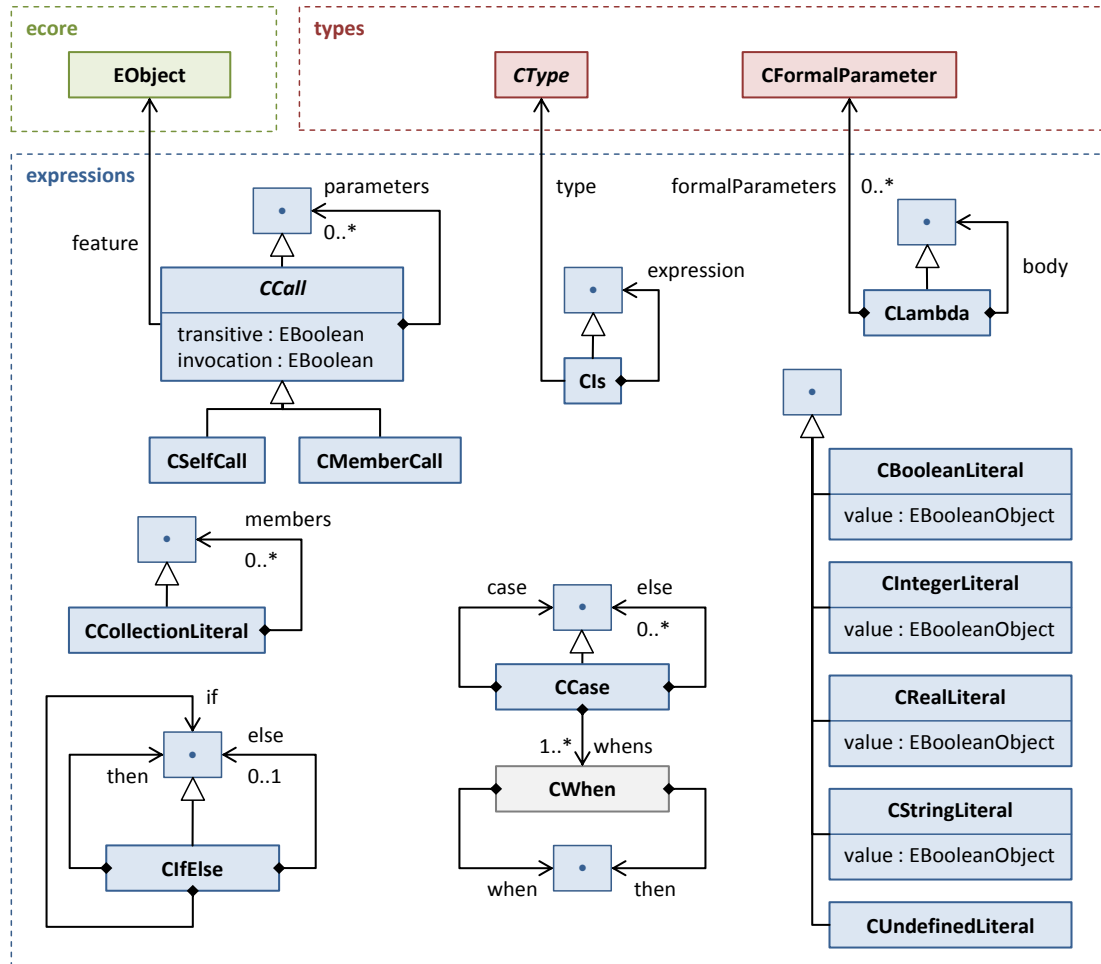 ecore
types
EObject
CType
CFormalParameter
expressions
parameters
type
formalParameters
0..*
0..*
feature
body
expression
CCall
transitive : EBoolean
invocation : EBoolean
CLambda
CIs
CSelfCall
CMemberCall
CBooleanLiteral
value : EBooleanObject
members
0..*
CIntegerLiteral
value : EBooleanObject
case
else
0..*
CCollectionLiteral
CCase
CRealLiteral
value : EBooleanObject
if
else
then
0..1
1..*
whens
CWhen
CStringLiteral
value : EBooleanObject
CIfElse
when
then
CUndefinedLiteral